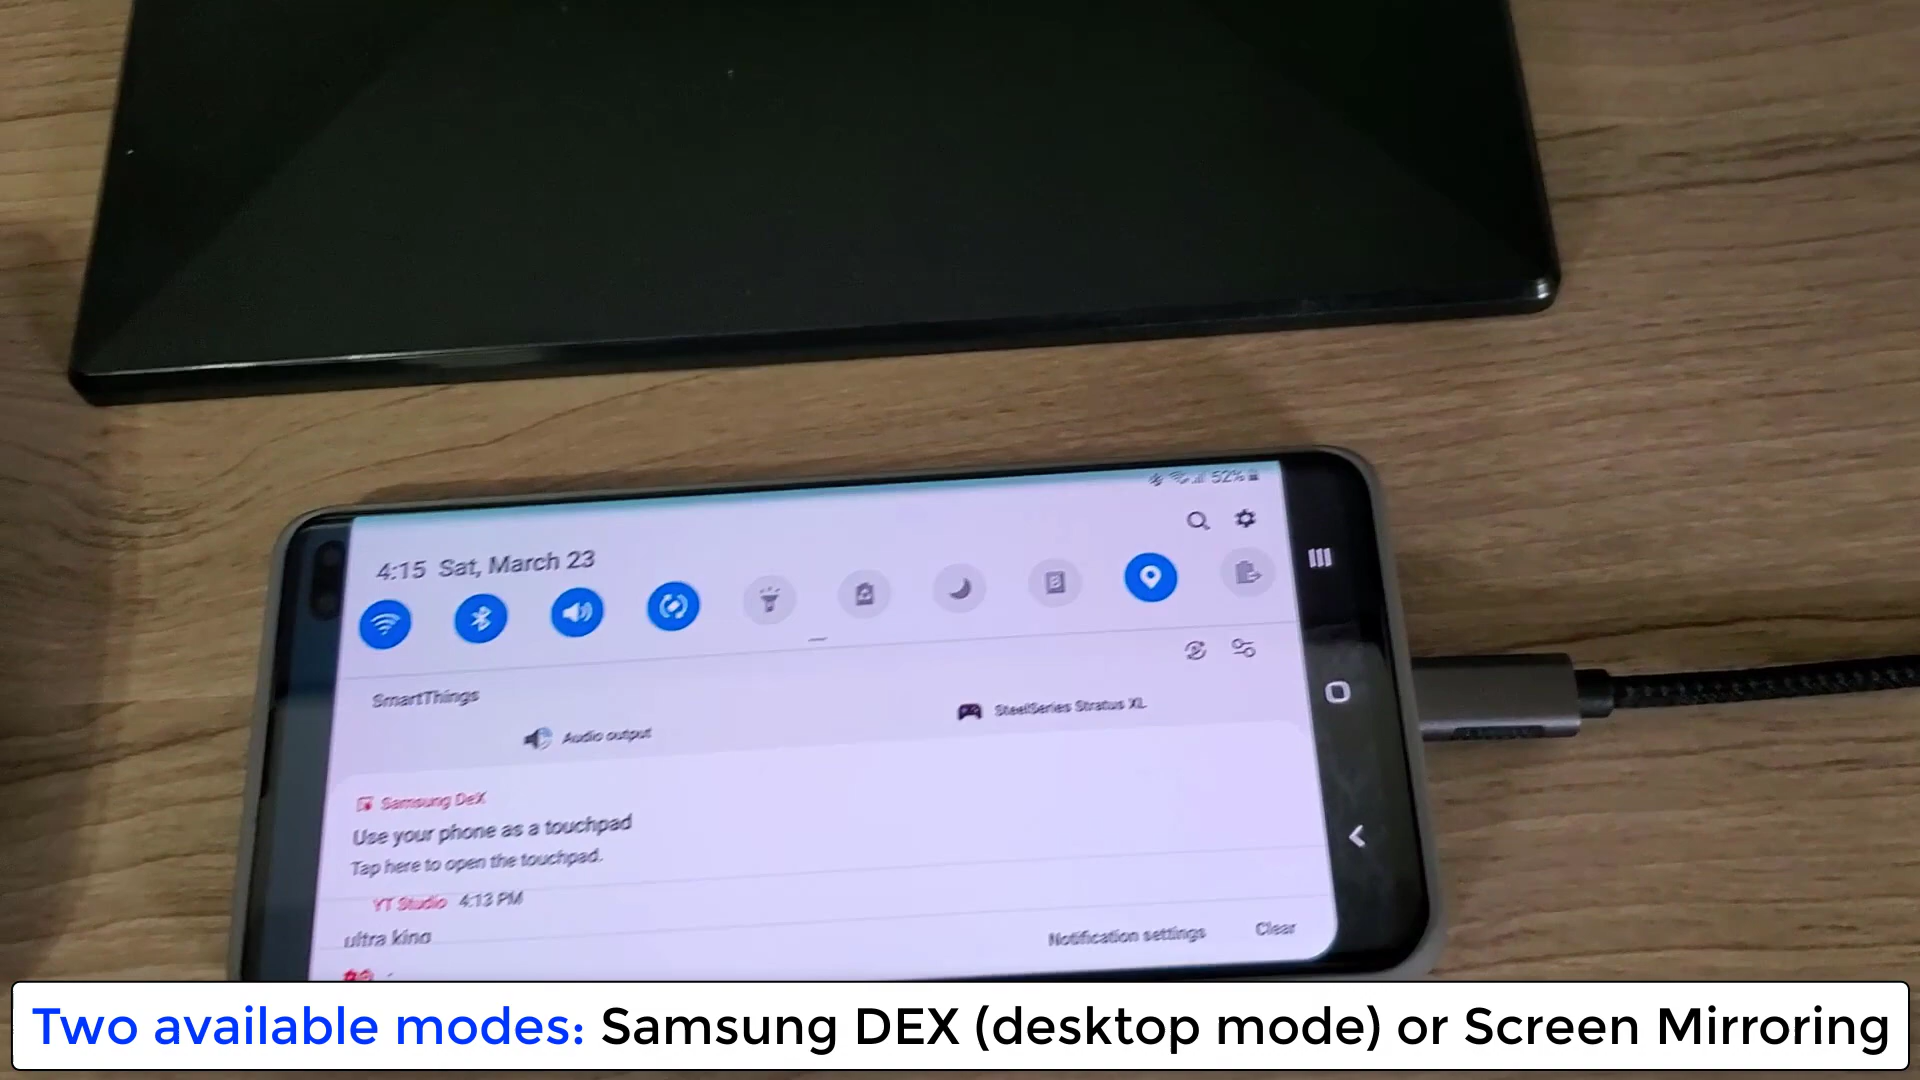 52%
4:15 Sat, March 23
SmartThings
SteelSeries Stratus XL
Audio output
Samsung DeX
Use your phone as a touchpad
Tap here to open the touchpad.
YT Studio 4:13 PM
ultra king
Notification settings Clear
Two available modes: Samsung DEX (desktop mode) or Screen Mirroring